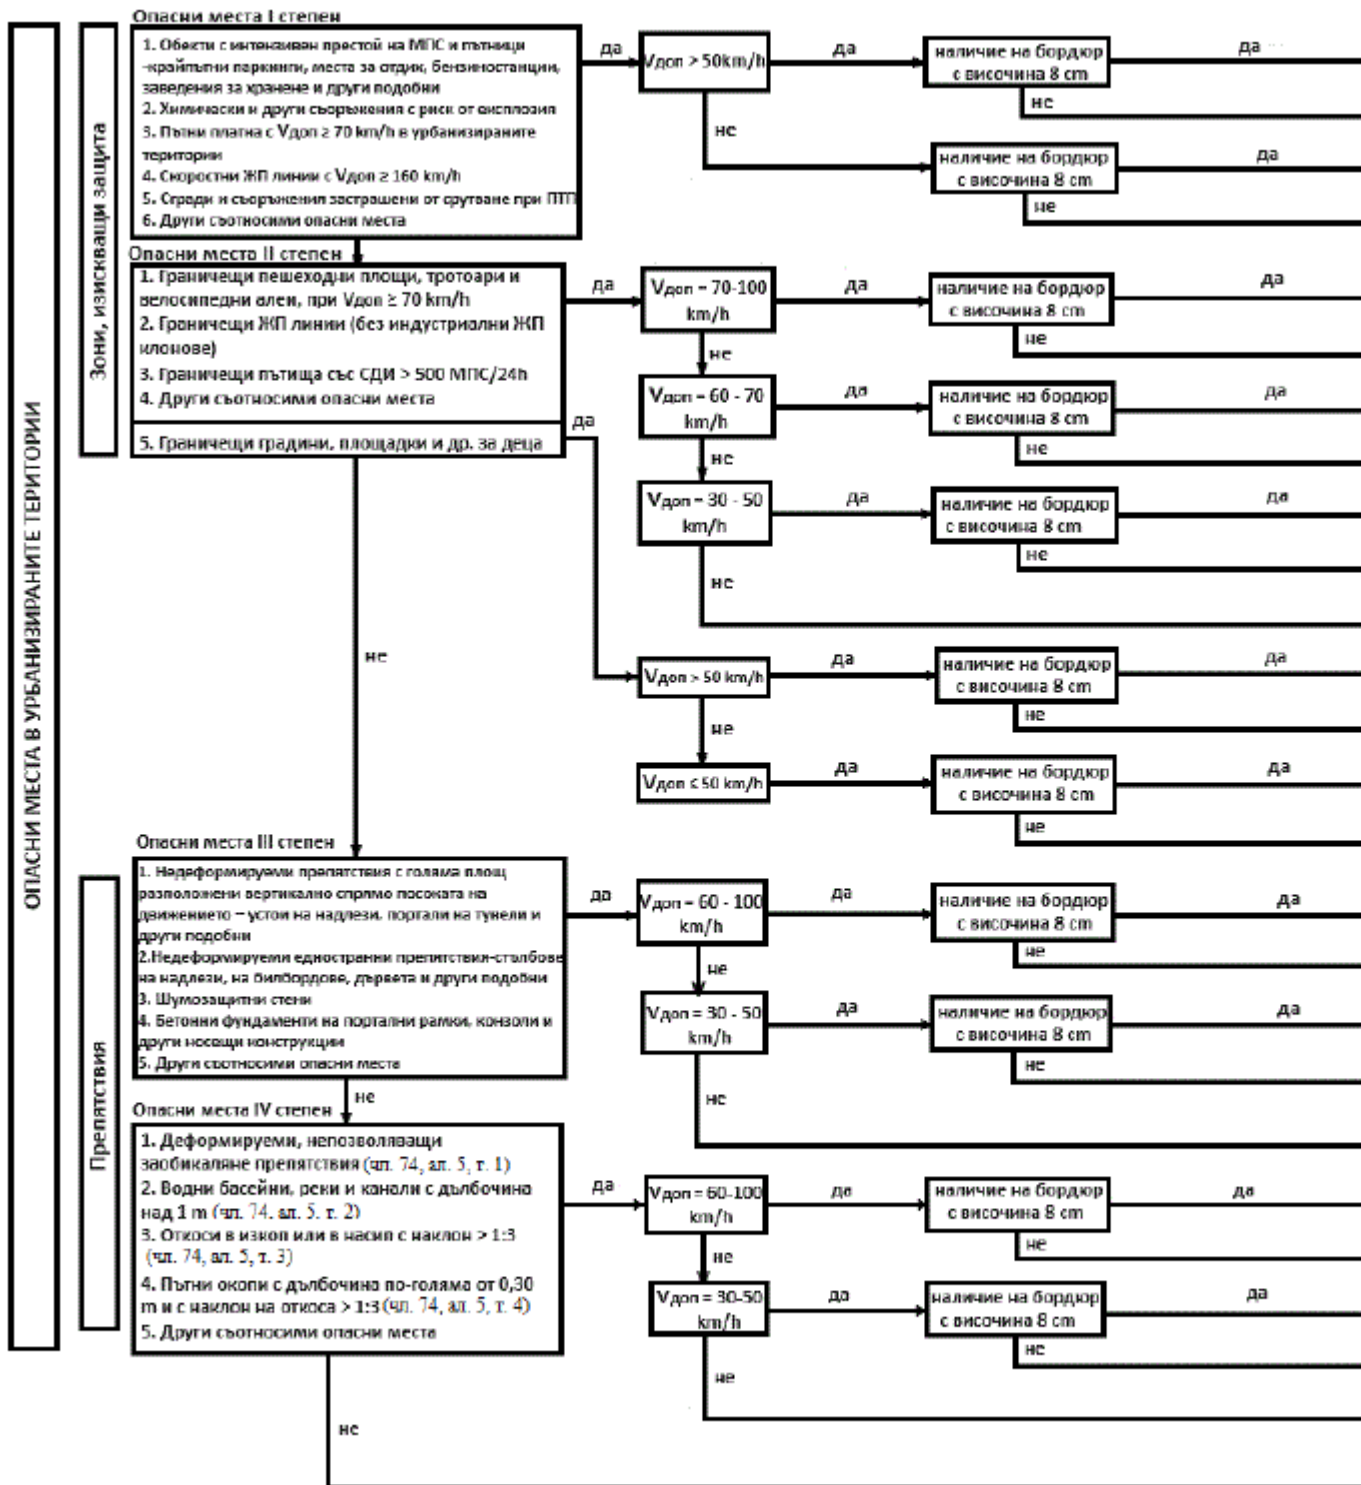 ОПАСНИ МЕСТА В УРБАНИЗИРАНИТЕ ТЕРИТОРИИ
Зони, изискващи защита
Опасни места I степен
1. Обекти с интензивен престой на МПС и пътници
-крайпътни паркинги, места за отдих, бензиностанции,
заведения за хранене и други подобни
2. Химически и други съоръжения с риск от експлозия
3. Пътни платна с Vдоп ≥ 70 km/h в урбанизираните
територии
4. Скоростни ЖП линии с Vдоп ≥ 160 km/h
5. Сгради и съоръжения застрашени от срутване при ПТП
6. Други съотносими опасни места
да
Vдоп > 50km/h
да
наличие на бордюр
с височина 8 cm
да
не
не
наличие на бордюр
с височина 8 cm
да
не
Опасни места II степен
1. Граничещи пешеходни площи, тротоари и
велосипедни алеи, при Vдоп ≥ 70 km/h
2. Граничещи ЖП линии (без индустриални ЖП
клонове)
3. Граничещи пътища със СДИ > 500 МПС/24h
4. Други съотносими опасни места
5. Граничещи градини, площадки и др. за деца
да
Vдоп = 70-100
km/h
да
наличие на бордюр
с височина 8 cm
да
не
не
Vдоп = 60 - 70
km/h
да
наличие на бордюр
с височина 8 cm
да
не
не
Vдоп = 30 - 50
km/h
да
наличие на бордюр
с височина 8 cm
да
не
не
да
Vдоп > 50 km/h
да
наличие на бордюр
с височина 8 cm
да
не
не
Vдоп ≤ 50 km/h
да
наличие на бордюр
с височина 8 cm
да
не
не
Препятствия
Опасни места III степен
1. Недеформируеми препятствия с голяма площ
разположени вертикално спрямо посоката на
движението – устои на надлези, портали на тунели и
други подобни
2.Недеформируеми едностранни препятствия-стълбове
на надлези, на билбордове, дървета и други подобни
3. Шумозащитни стени
4. Бетонни фундаменти на портални рамки, конзоли и
други носещи конструкции
5. Други съотносими опасни места
да
Vдоп = 60 - 100
km/h
да
наличие на бордюр
с височина 8 cm
да
не
не
Vдоп = 30 - 50
km/h
да
наличие на бордюр
с височина 8 cm
да
не
не
не
Опасни места IV степен
1. Деформируеми, непозволяващи
заобикаляне препятствия (чл. 74, ал. 5, т. 1)
2. Водни басейни, реки и канали с дълбочина
над 1 m (чл. 74. ал. 5. т. 2)
3. Откоси в изкоп или в насип с наклон > 1:3
(чл. 74, ал. 5, т. 3)
4. Пътни окопи с дълбочина по-голяма от 0,30
m и с наклон на откоса > 1:3 (чл. 74, ал. 5, т. 4)
5. Други съотносими опасни места
да
Vдоп = 60-100
km/h
да
наличие на бордюр
с височина 8 cm
да
не
не
Vдоп = 30-50
km/h
да
наличие на бордюр
с височина 8 cm
да
не
не
не